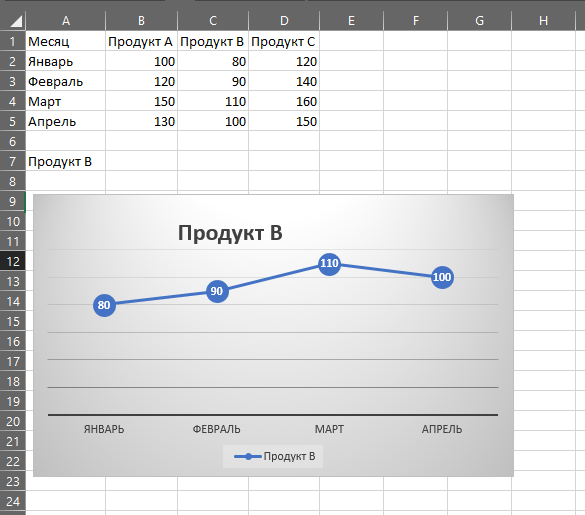 A B C D E F G H
1 Месяц Продукт A Продукт B Продукт C
2 Январь 100 80 120
3 Февраль 120 90 140
4 Март 150 110 160
5 Апрель 130 100 150
6
7 Продукт B
8
9
10
11
12
13
14
15
16
17
18
19
20
21
22
23
24
Продукт B
80 90 110 100
ЯНВАРЬ ФЕВРАЛЬ МАРТ АПРЕЛЬ
Продукт B